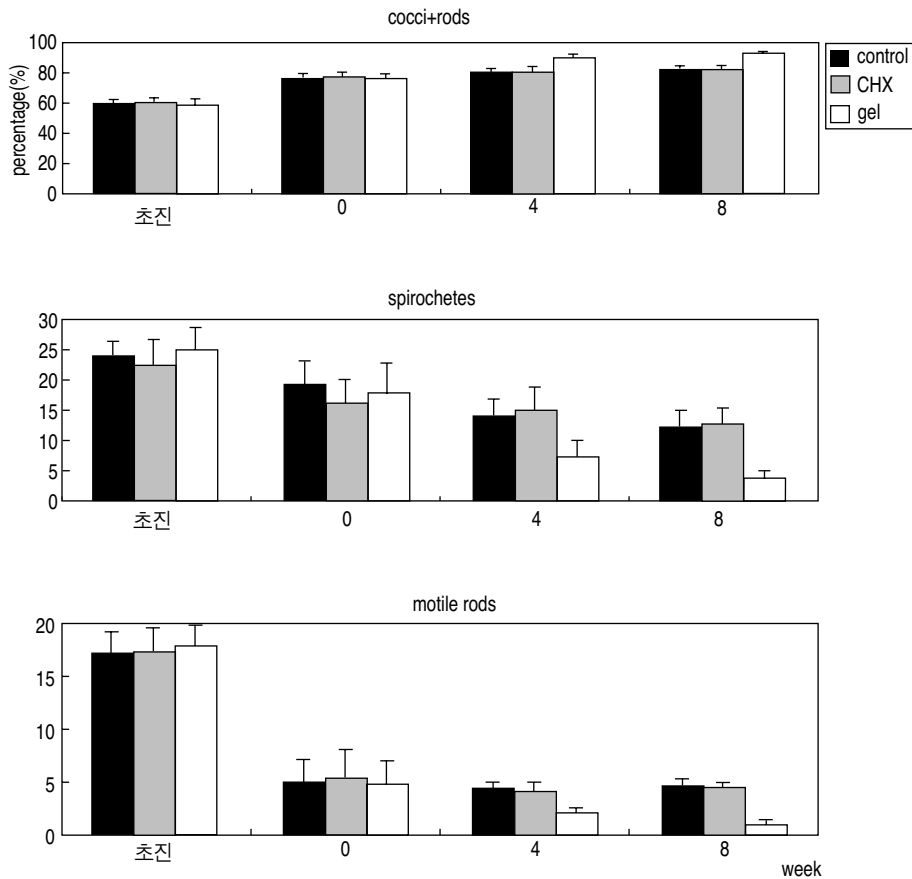 cocci+rods
percentage(%)
100
80
60
40
20
0
초진
0
4
8
control
CHX
gel
spirochetes
30
25
20
15
10
5
0
초진
0
4
8
motile rods
20
15
10
5
0
초진
0
4
8
week